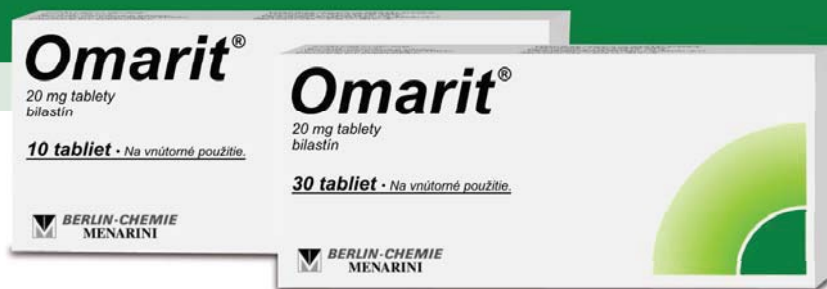 Omarit®
20 mg tablety
bilastín
10 tabliet • Na vnútorné použitie.
BERLIN-CHEMIE
MENARINI
Omarit®
20 mg tablety
bilastín
30 tabliet • Na vnútorné použitie.
BERLIN-CHEMIE
MENARINI